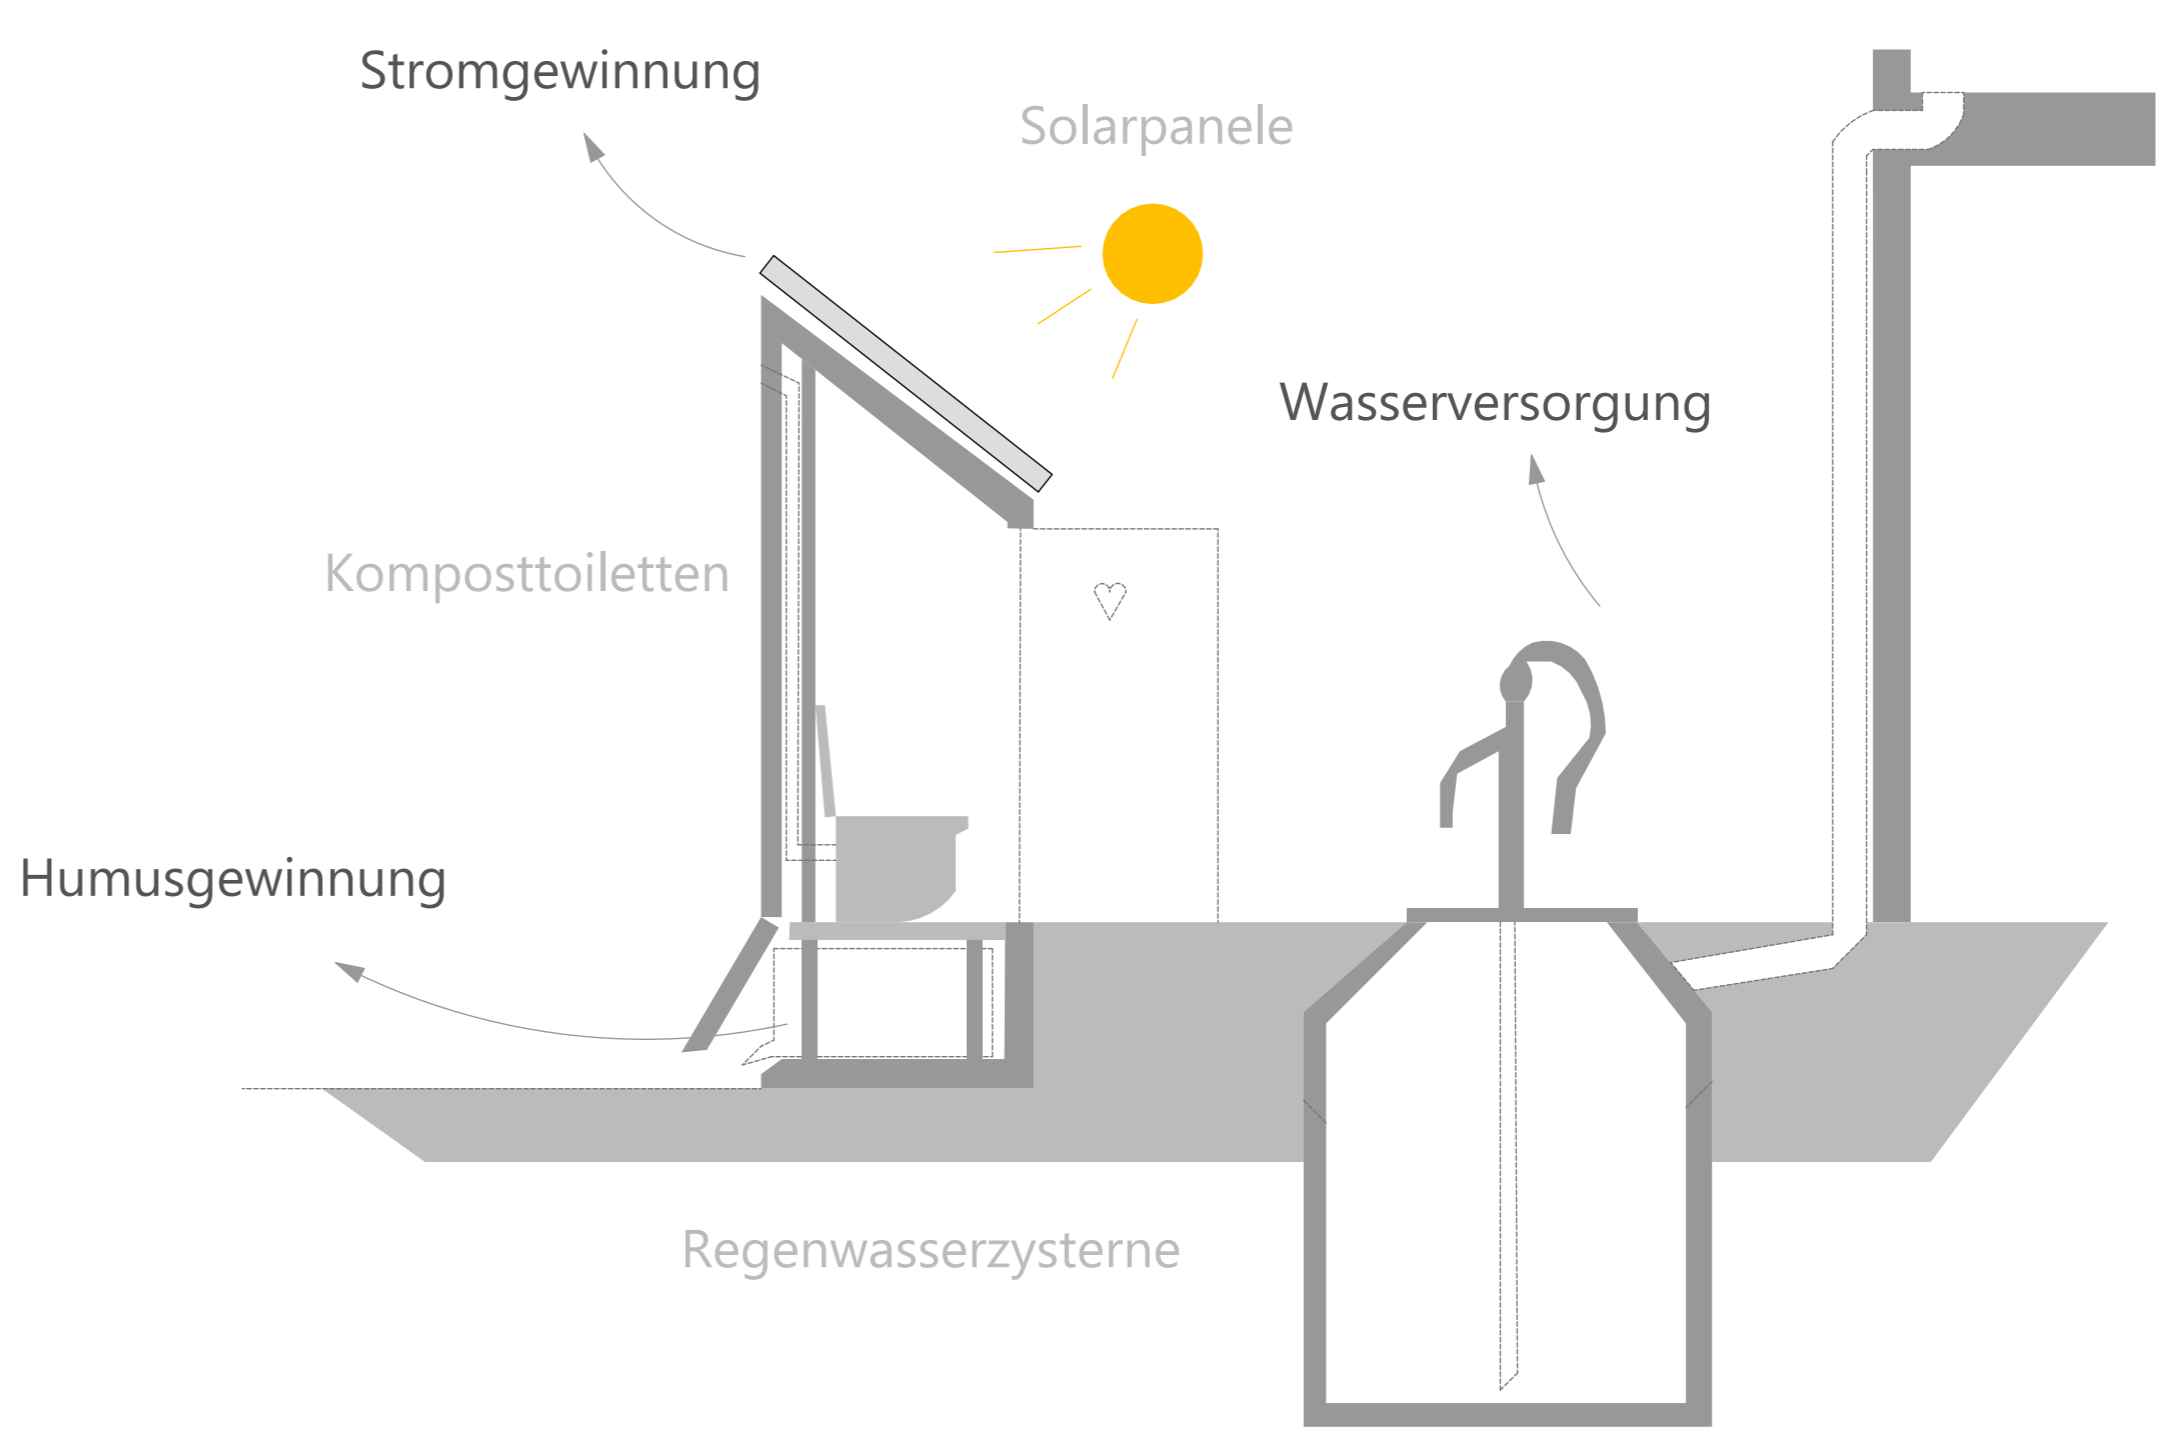 Stromgewinnung
Solarpanele
Wasserversorgung
Komposttoiletten
Humusgewinnung
Regenwasserzysterne